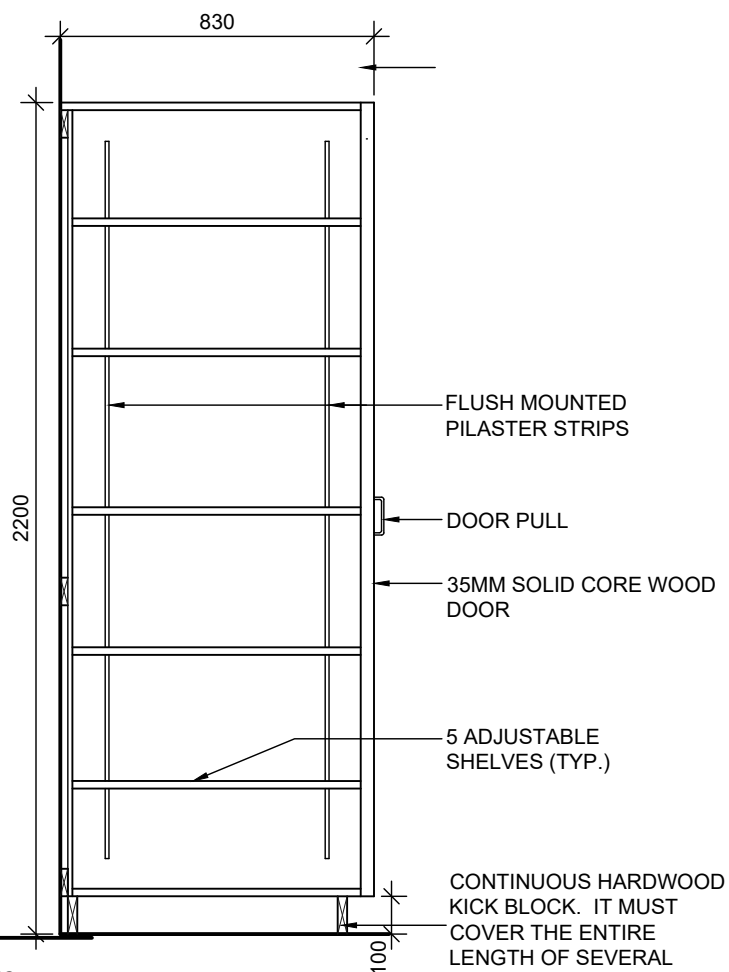 830
2200
FLUSH MOUNTED
PILASTER STRIPS
DOOR PULL
35MM SOLID CORE WOOD
DOOR
5 ADJUSTABLE
SHELVES (TYP.)
CONTINUOUS HARDWOOD
KICK BLOCK.  IT MUST
COVER THE ENTIRE
LENGTH OF SEVERAL
100